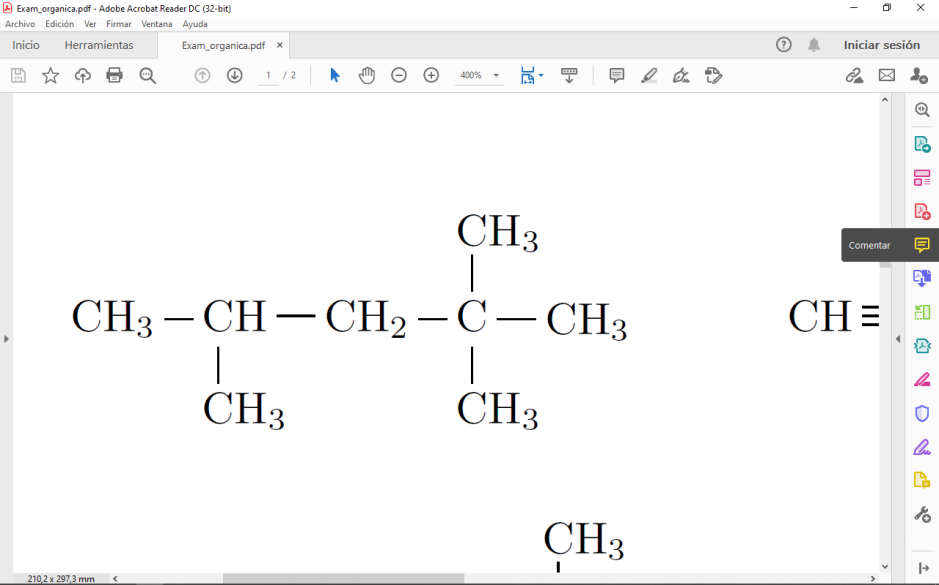 Exam_organica.pdf - Adobe Acrobat Reader DC (32-bit)
Archivo Edición Ver Firmar Ventana Ayuda
Inicio Herramientas Exam_organica.pdf × Iniciar sesión
1 / 2 400%
CH₃
CH₃ — CH — CH₂ — C — CH₃ CH ≡
CH₃ CH₃
CH₃
Comentar
210,2 x 297,3 mm